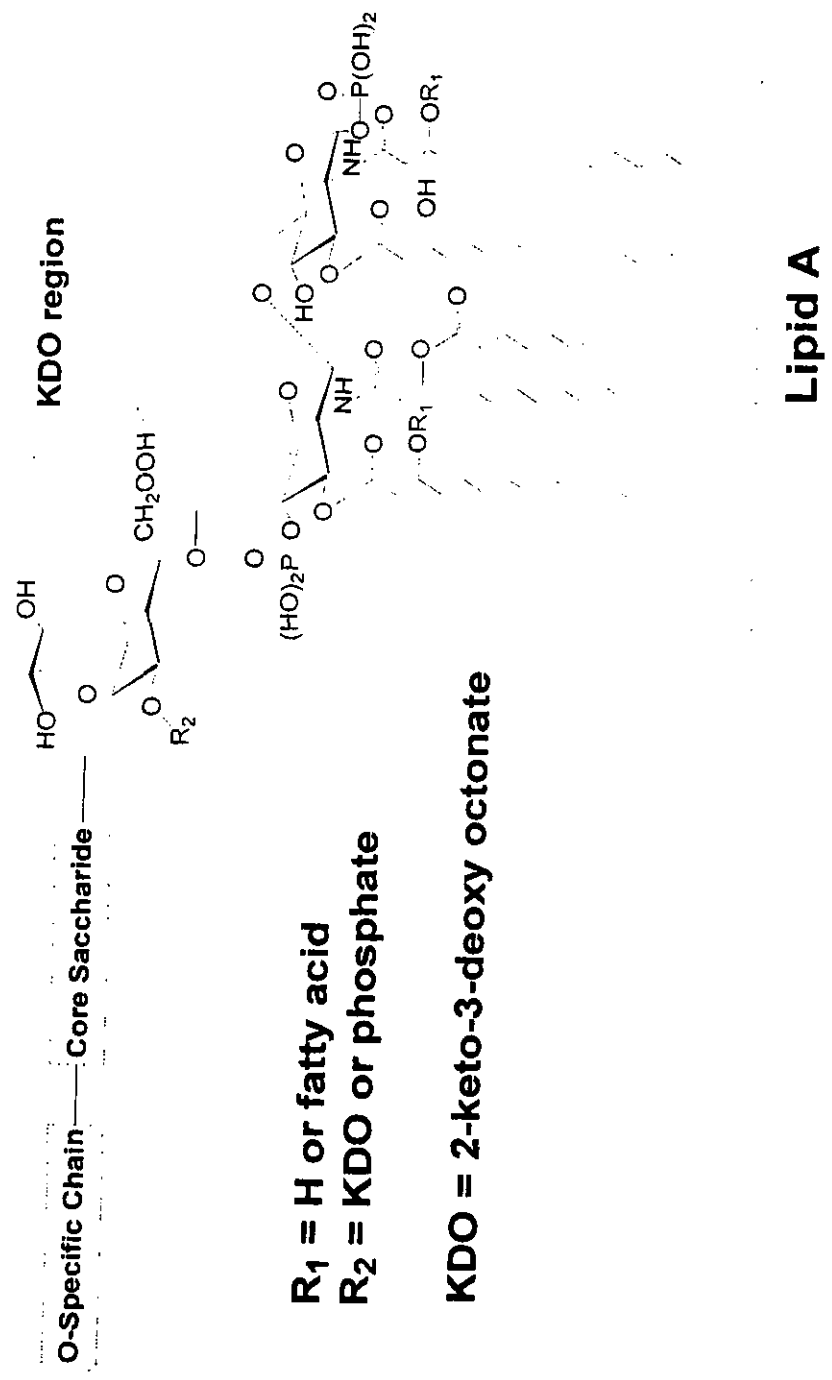 HO OH
KDO region
O-Specific Chain Core Saccharide O
O
CH₂OOH
O
R₂
O
O
O
(HO)₂P O O O O
O HO O P(OH)₂
O NH O NH O
O O O O
OR₁ O OH OR₁
O
R₁ = H or fatty acid
R₂ = KDO or phosphate
KDO = 2-keto-3-deoxy octonate
Lipid A